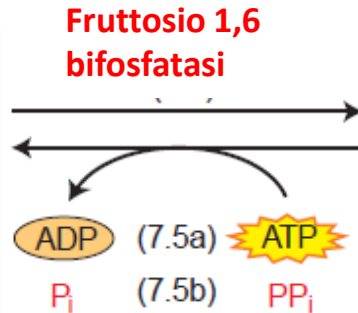 Fruttosio 1,6
bifosfatasi
ADP (7.5a) ATP
Pi (7.5b) PPi